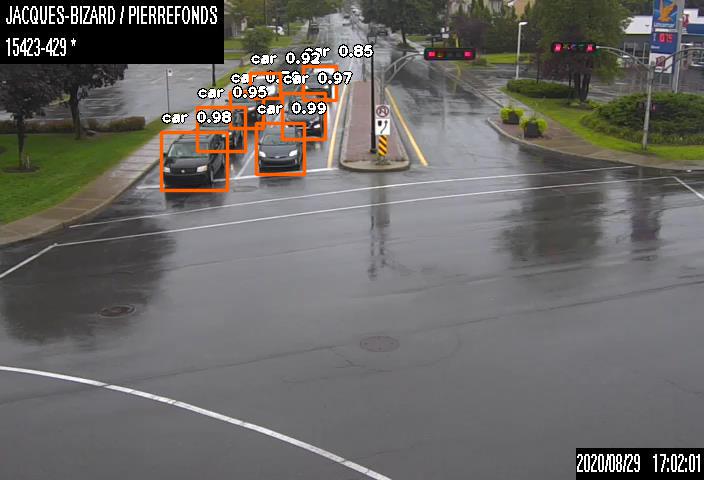 JACQUES-BIZARD / PIERREFONDS
15423-429 *
car 0.85
car 0.92
car 0.97
car 0.95
car 0.99
car 0.98
2020/08/29 17:02:01